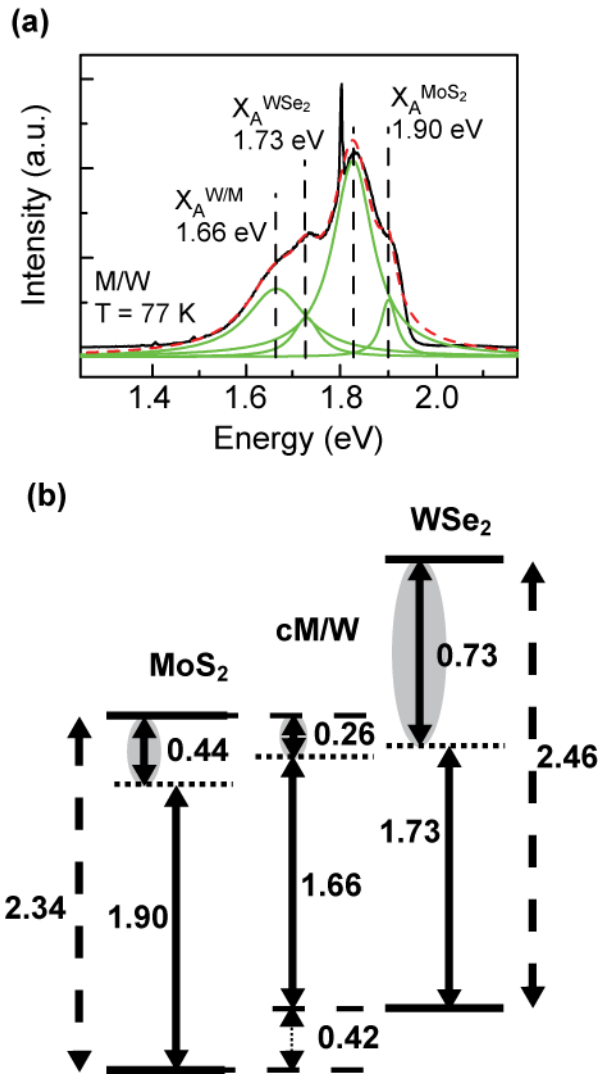 (a)
X_A^WSe₂
1.73 eV
X_A^MoS₂
1.90 eV
X_A^W/M
1.66 eV
M/W
T = 77 K
Intensity (a.u.)
1.4 1.6 1.8 2.0
Energy (eV)
(b)
WSe₂
cM/W
MoS₂
0.73
0.44
0.26
2.46
1.73
2.34
1.90
1.66
0.42